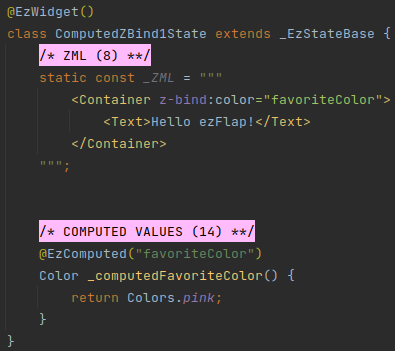 @EzWidget()
class ComputedZBind1State extends _EzStateBase {
    /* ZML (8) **/
    static const _ZML = """
        <Container z-bind:color="favoriteColor">
            <Text>Hello ezFlap!</Text>
        </Container>
    """;
    /* COMPUTED VALUES (14) **/
    @EzComputed("favoriteColor")
    Color _computedFavoriteColor() {
        return Colors.pink;
    }
}